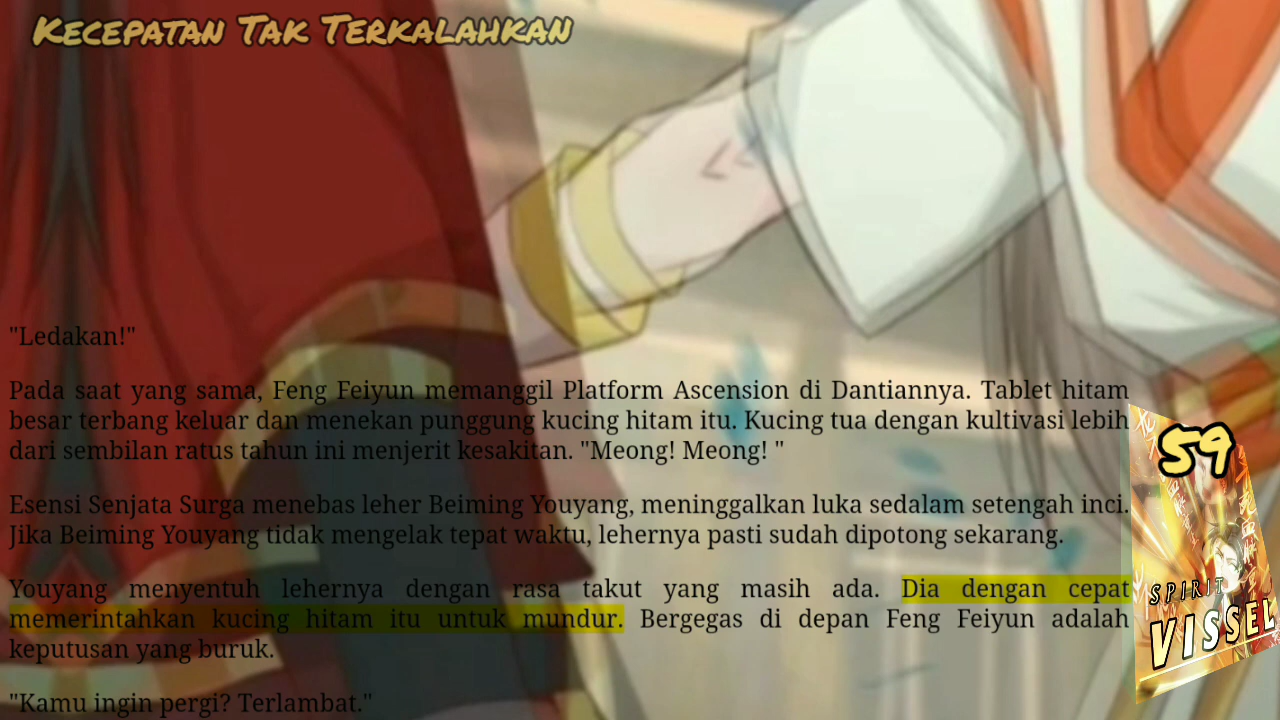 Kecepatan Tak Terkalahkan
"Ledakan!"
Pada saat yang sama, Feng Feiyun memanggil Platform Ascension di Dantiannya. Tablet hitam
besar terbang keluar dan menekan punggung kucing hitam itu. Kucing tua dengan kultivasi lebih
dari sembilan ratus tahun ini menjerit kesakitan. "Meong! Meong! "
Esensi Senjata Surga menebas leher Beiming Youyang, meninggalkan luka sedalam setengah inci.
Jika Beiming Youyang tidak mengelak tepat waktu, lehernya pasti sudah dipotong sekarang.
Youyang menyentuh lehernya dengan rasa takut yang masih ada. Dia dengan cepat
memerintahkan kucing hitam itu untuk mundur. Bergegas di depan Feng Feiyun adalah
keputusan yang buruk.
"Kamu ingin pergi? Terlambat."
59
SPIRIT
VISSEL